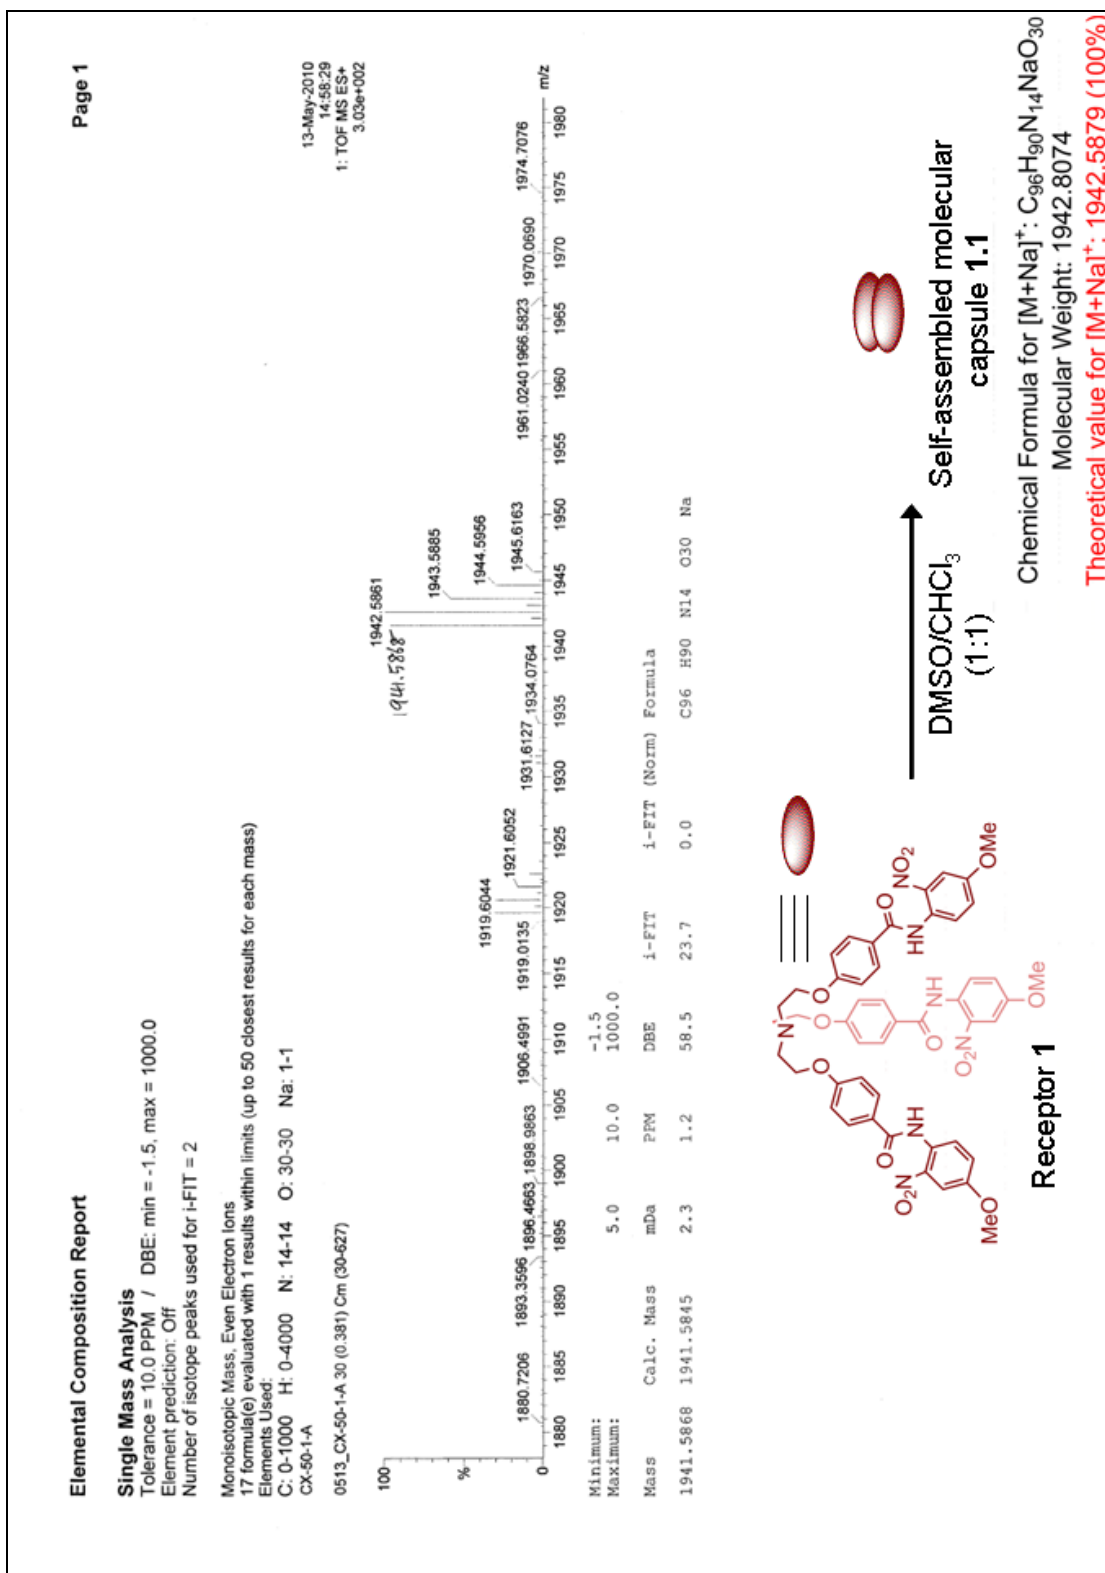 Elemental Composition Report
Page 1
Single Mass Analysis
Tolerance = 10.0 PPM / DBE: min = -1.5, max = 1000.0
Element prediction: Off
Number of isotope peaks used for i-FIT = 2
Monoisotopic Mass, Even Electron Ions
17 formula(e) evaluated with 1 results within limits (up to 50 closest results for each mass)
Elements Used:
C: 0-1000 H: 0-4000 N: 14-14 O: 30-30 Na: 1-1
CX-50-1-A
13-May-2010
14:58:29
0513_CX-50-1-A 30 (0.381) Cm (30-627)
1: TOF MS ES+
3.03e+002
100
%
0
1880.7206
1893.3596
1896.4663
1898.9863
1906.4991
1919.0135
1919.6044
1921.6052
1931.6127
1934.0764
1941.5868
1942.5861
1943.5885
1944.5956
1945.6163
1961.0240
1966.5823
1970.0690
1974.7076
m/z
1880 1885 1890 1895 1900 1905 1910 1915 1920 1925 1930 1935 1940 1945 1950 1955 1960 1965 1970 1975 1980
Minimum: -1.5
Maximum: 5.0 10.0 1000.0
Mass Calc. Mass mDa PPM DBE i-FIT i-FIT (Norm) Formula
1941.5868 1941.5845 2.3 1.2 58.5 23.7 0.0 C96 H90 N14 O30 Na
N
O
O
O
O
HN
NO2
OMe
O
NH
O2N
OMe
O
NH
O2N
MeO
Receptor 1
DMSO/CHCl3
(1:1)
Self-assembled molecular
capsule 1.1
Chemical Formula for [M+Na]+: C96H90N14NaO30
Molecular Weight: 1942.8074
Theoretical value for [M+Na]+: 1942.5879 (100%)